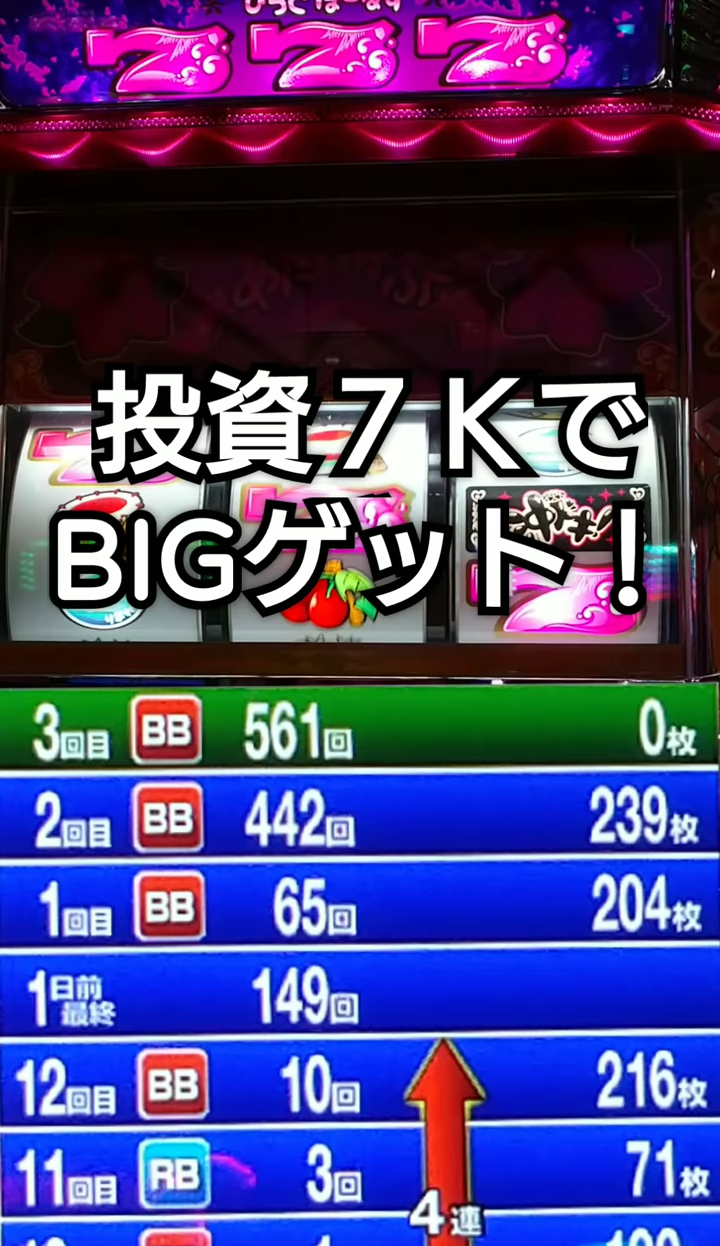 777
投資7Kで
BIGゲット!
3回目 BB 561回 0枚
2回目 BB 442回 239枚
1回目 BB 65回 204枚
1日前最終 149回
12回目 BB 10回 216枚
11回目 RB 3回 71枚
4連